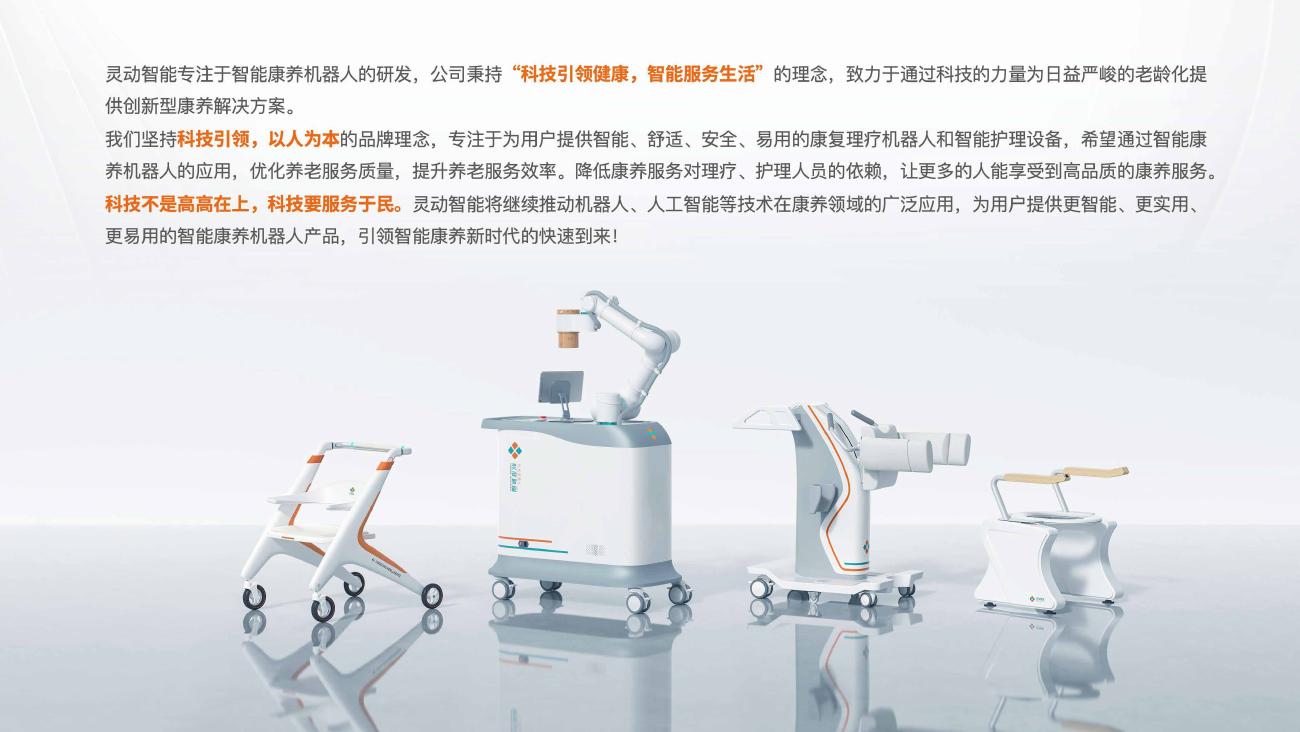 灵动智能专注于智能康养机器人的研发，公司秉持“科技引领健康，智能服务生活”的理念，致力于通过科技的力量为日益严峻的老龄化提
供创新型康养解决方案。
我们坚持科技引领，以人为本的品牌理念，专注于为用户提供智能、舒适、安全、易用的康复理疗机器人和智能护理设备，希望通过智能康
养机器人的应用，优化养老服务质量，提升养老服务效率。降低康养服务对理疗、护理人员的依赖，让更多的人能享受到高品质的康养服务。
科技不是高高在上，科技要服务于民。灵动智能将继续推动机器人、人工智能等技术在康养领域的广泛应用，为用户提供更智能、更实用、
更易用的智能康养机器人产品，引领智能康养新时代的快速到来！
灵动智能